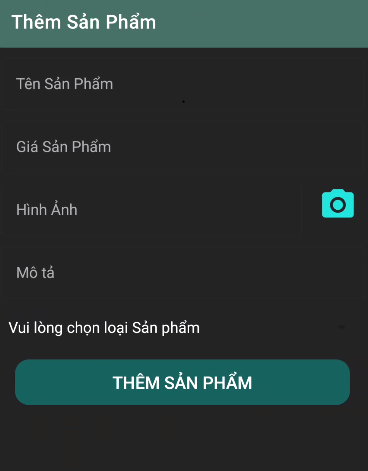 Thêm Sản Phẩm
Tên Sản Phẩm
Giá Sản Phẩm
Hình Ảnh
Mô tả
Vui lòng chọn loại Sản phẩm
THÊM SẢN PHẨM